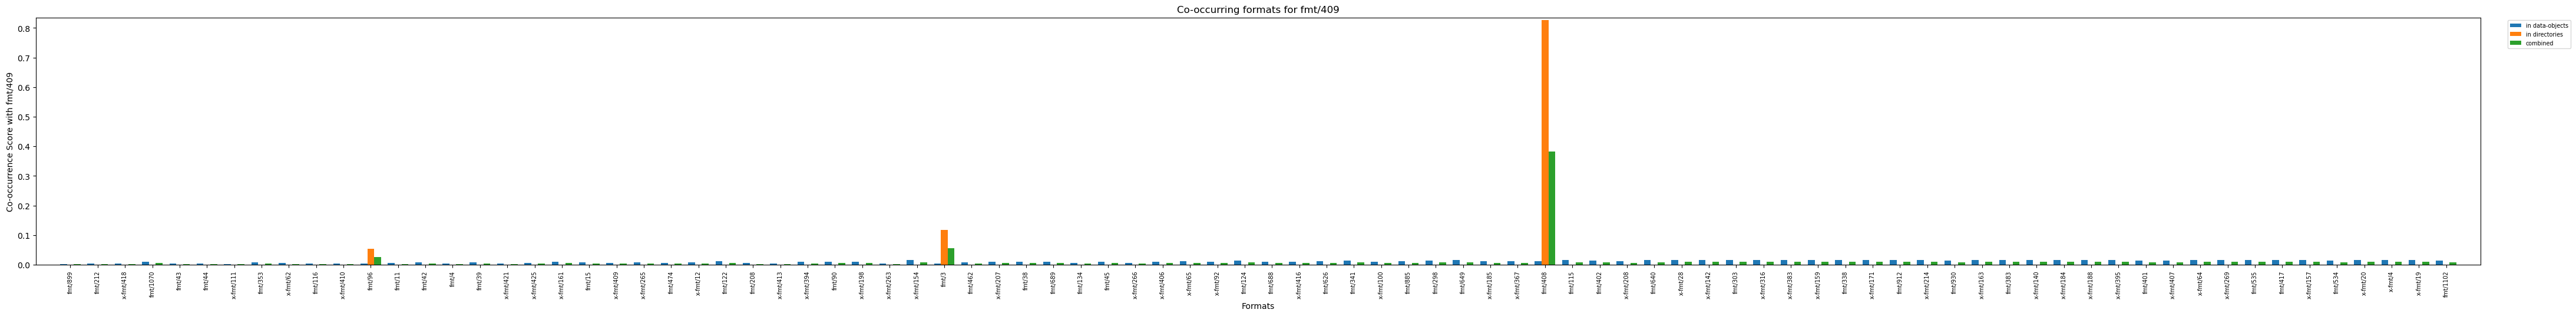 Co-occurring formats for fmt/409
in data-objects
in directories
combined
Co-occurrence Score with fmt/409
0.8
0.7
0.6
0.5
0.4
0.3
0.2
0.1
0.0
fmt/899
fmt/212
x-fmt/418
fmt/1070
fmt/43
fmt/44
x-fmt/111
fmt/353
x-fmt/62
fmt/116
x-fmt/410
fmt/96
fmt/11
fmt/42
fmt/4
fmt/39
x-fmt/421
x-fmt/425
x-fmt/161
fmt/15
x-fmt/409
x-fmt/265
fmt/474
x-fmt/12
fmt/122
fmt/208
x-fmt/413
x-fmt/394
fmt/90
x-fmt/198
x-fmt/263
x-fmt/154
fmt/3
fmt/462
x-fmt/207
fmt/38
fmt/689
fmt/134
fmt/45
x-fmt/266
x-fmt/406
x-fmt/65
x-fmt/92
fmt/124
fmt/688
x-fmt/416
fmt/626
fmt/341
x-fmt/100
fmt/885
fmt/298
fmt/649
x-fmt/185
x-fmt/367
fmt/408
fmt/115
fmt/402
x-fmt/208
fmt/640
x-fmt/28
x-fmt/142
fmt/303
x-fmt/316
x-fmt/383
x-fmt/159
fmt/338
x-fmt/171
fmt/912
x-fmt/214
fmt/930
x-fmt/163
fmt/383
x-fmt/140
x-fmt/184
x-fmt/188
x-fmt/395
fmt/401
x-fmt/407
x-fmt/64
x-fmt/269
fmt/535
fmt/417
x-fmt/157
fmt/534
x-fmt/20
x-fmt/4
x-fmt/19
fmt/1102
Formats